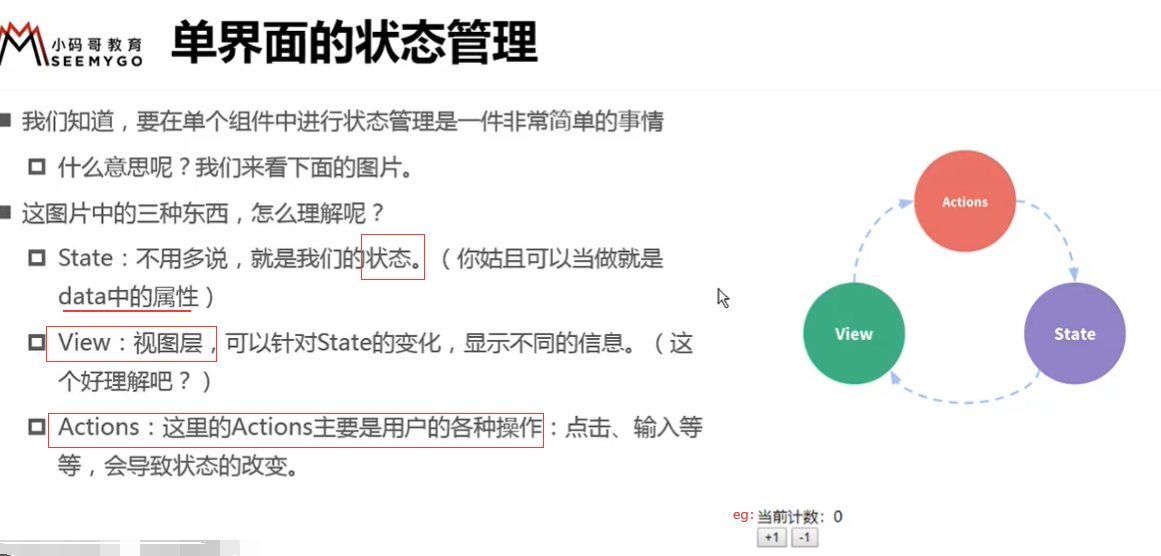 小码哥教育
SEEMYGO
单界面的状态管理
我们知道，要在单个组件中进行状态管理是一件非常简单的事情
什么意思呢？我们来看下面的图片。
这图片中的三种东西，怎么理解呢？
State：不用多说，就是我们的状态。（你姑且可以当做就是
data中的属性）
View：视图层，可以针对State的变化，显示不同的信息。（这
个好理解吧？）
Actions：这里的Actions主要是用户的各种操作：点击、输入等
等，会导致状态的改变。
Actions
View
State
eg：当前计数：0
+1 -1